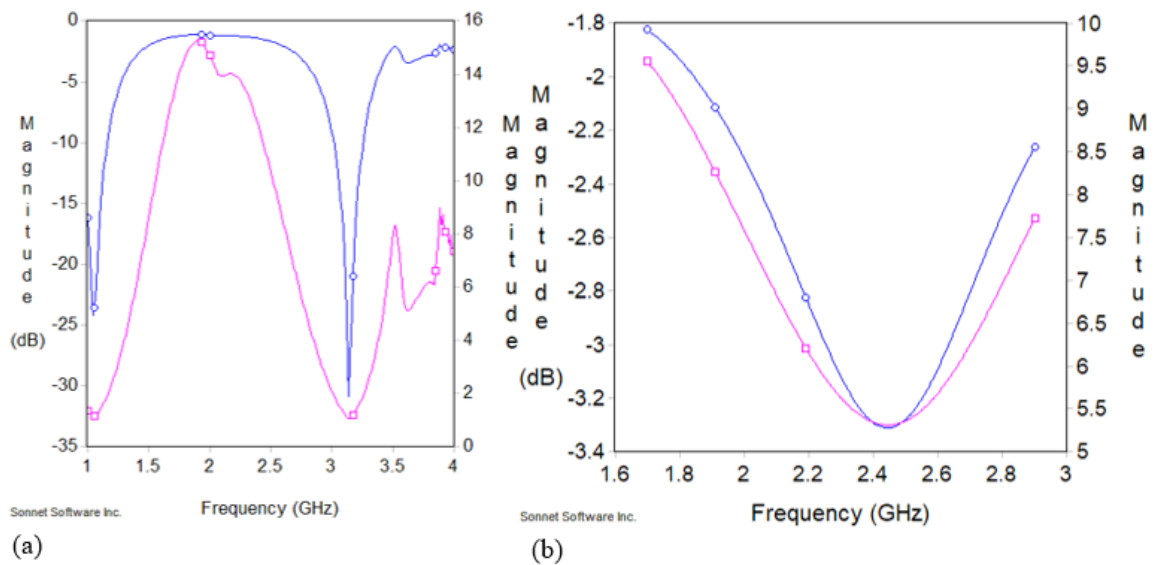 0
-5
-10
-15
-20
-25
-30
-35
Magnitude
(dB)
16
14
12
10
8
6
4
2
0
Magnitude
1 1.5 2 2.5 3 3.5 4
Frequency (GHz)
Sonnet Software Inc.
(a)
-1.8
-2
-2.2
-2.4
-2.6
-2.8
-3
-3.2
-3.4
Magnitude
(dB)
10
9.5
9
8.5
8
7.5
7
6.5
6
5.5
5
Magnitude
1.6 1.8 2 2.2 2.4 2.6 2.8 3
Frequency (GHz)
Sonnet Software Inc.
(b)